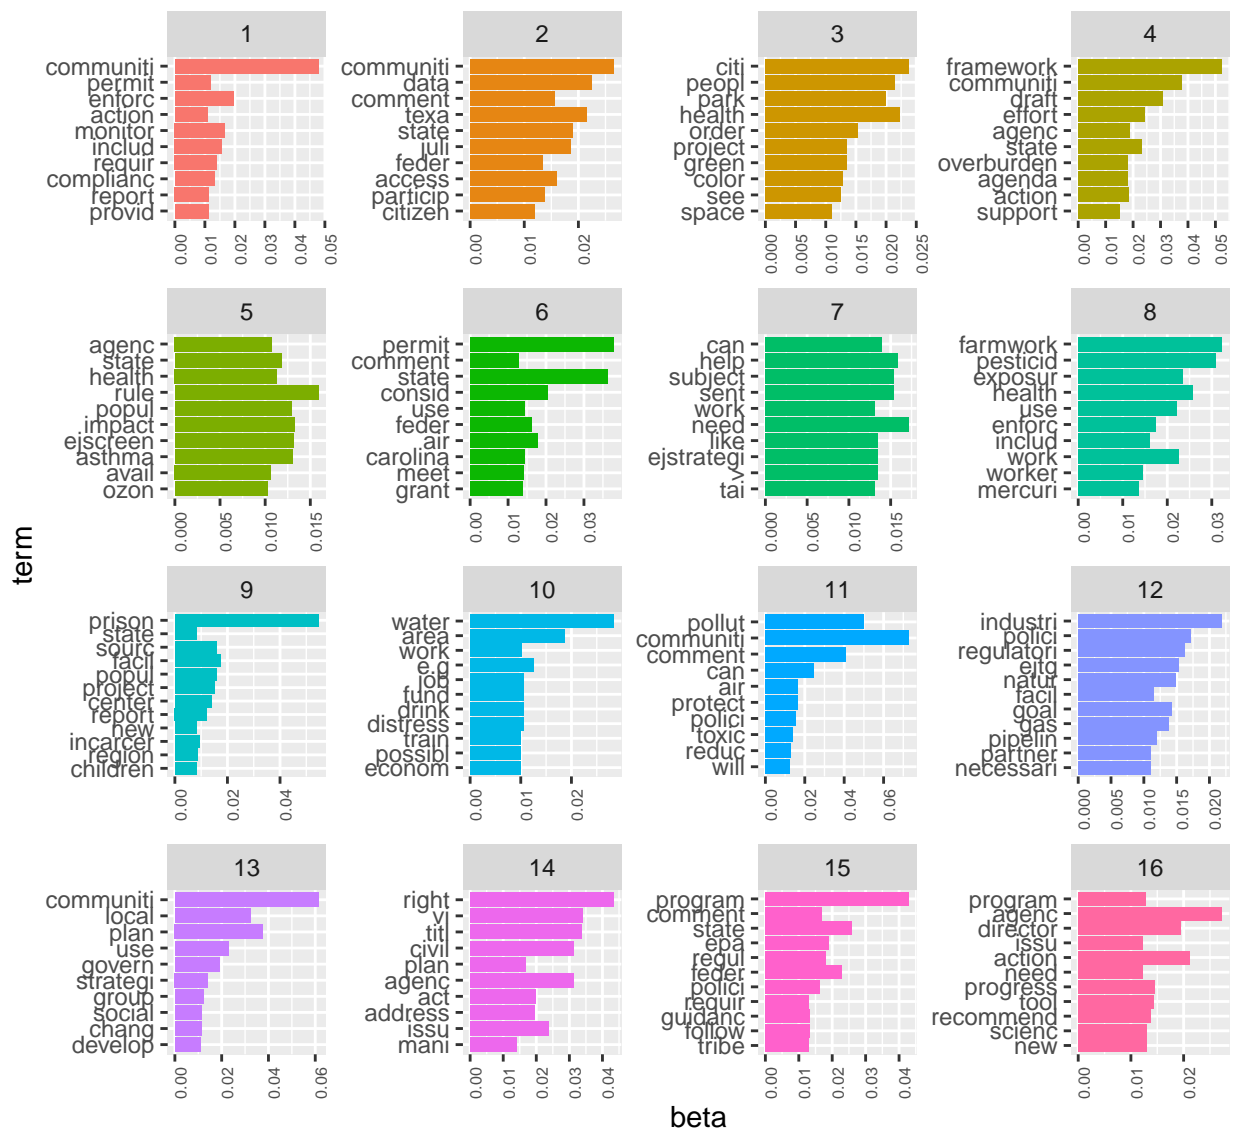 1
communiti
permit
enforc
action
monitor
includ
requir
complianc
report
provid
0.00
0.01
0.02
0.03
0.04
0.05
2
communiti
data
comment
texa
state
juli
feder
access
particip
citizen
0.00
0.01
0.02
3
citi
peopl
park
health
order
project
green
color
see
space
0.000
0.005
0.010
0.015
0.020
0.025
4
framework
communiti
draft
effort
agenc
state
overburden
agenda
action
support
0.00
0.01
0.02
0.03
0.04
0.05
5
agenc
state
health
rule
popul
impact
ejscreen
asthma
avail
ozon
0.000
0.005
0.010
0.015
6
permit
comment
state
consid
use
feder
air
carolina
meet
grant
0.00
0.01
0.02
0.03
7
can
help
subject
sent
work
need
like
ejstrategi
>
tai
0.000
0.005
0.010
0.015
8
farmwork
pesticid
exposur
health
use
enforc
includ
work
worker
mercuri
0.00
0.01
0.02
0.03
term
9
prison
state
sourc
facil
popul
project
center
report
new
incarcer
region
children
0.00
0.02
0.04
10
water
area
work
e.g
job
fund
drink
distress
train
possibl
econom
0.00
0.01
0.02
11
pollut
communiti
comment
can
air
protect
polici
toxic
reduc
will
0.00
0.02
0.04
0.06
12
industri
polici
regulatori
ejtg
natur
facil
goal
gas
pipelin
partner
necessari
0.000
0.005
0.010
0.015
0.020
13
communiti
local
plan
use
govern
strategi
group
social
chang
develop
0.00
0.02
0.04
0.06
14
right
vi
titl
civil
plan
agenc
act
address
issu
mani
0.00
0.01
0.02
0.03
0.04
15
program
comment
state
epa
regul
feder
polici
requir
guidanc
follow
tribe
0.00
0.01
0.02
0.03
0.04
16
program
agenc
director
issu
action
need
progress
tool
recommend
scienc
new
0.00
0.01
0.02
beta